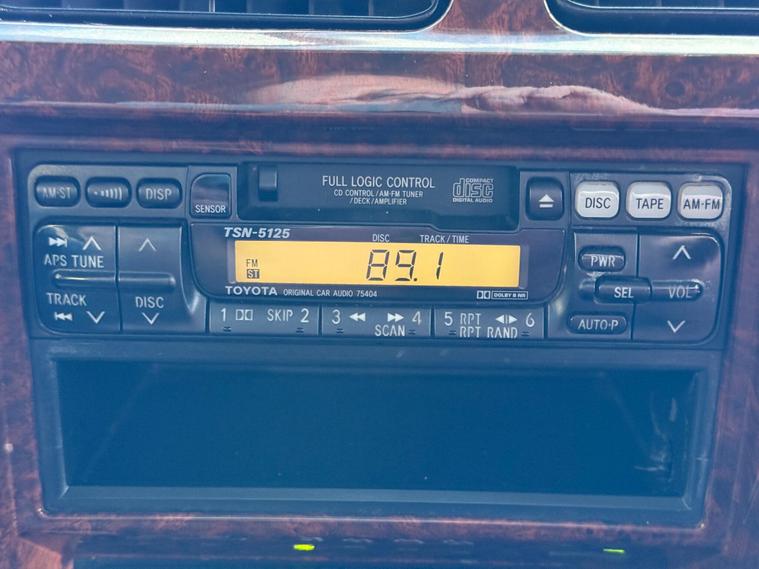 AM·ST DISP
SENSOR
FULL LOGIC CONTROL
CD CONTROL/AM-FM TUNER
/DECK/AMPLIFIER
COMPACT
disc
DIGITAL AUDIO
DISC TAPE AM·FM
TSN-5125
DISC TRACK/TIME
FM
ST
89.1
TOYOTA ORIGINAL CAR AUDIO 75404 DOLBY B NR
APS TUNE
TRACK
DISC
PWR
SEL VOL
AUTO·P
1 SKIP 2 3 4 5 RPT 6
SCAN RPT RAND